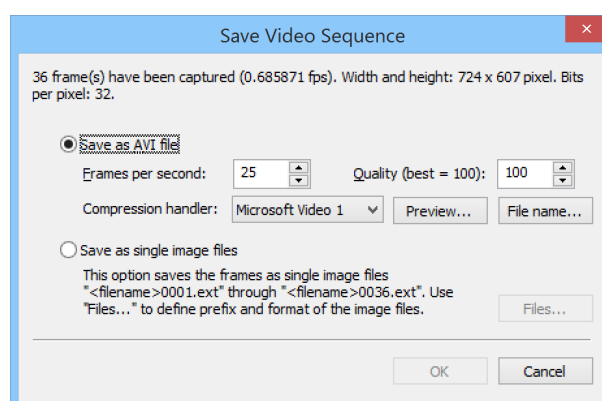 Save Video Sequence
36 frame(s) have been captured (0.685871 fps). Width and height: 724 x 607 pixel. Bits
per pixel: 32.
Save as AVI file
Frames per second: 25 Quality (best = 100): 100
Compression handler: Microsoft Video 1 Preview... File name...
Save as single image files
This option saves the frames as single image files
"<filename>0001.ext" through "<filename>0036.ext". Use
"Files..." to define prefix and format of the image files.
Files...
OK Cancel